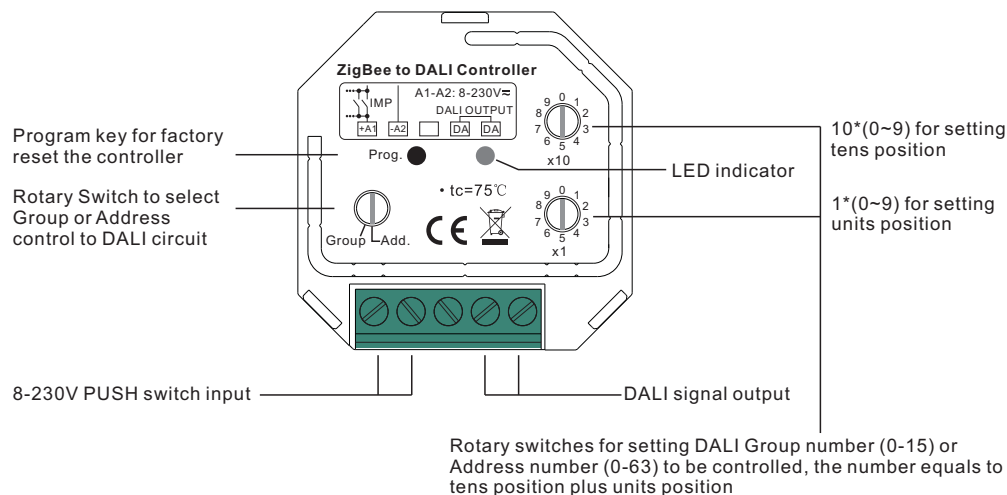 ZigBee to DALI Controller
A1-A2: 8-230V
IMP
DALI OUTPUT
+A1 -A2 DA DA
Prog.
• tc=75℃
Group Add.
CE
0 1 2 3 4 5 6 7 8 9
x10
0 1 2 3 4 5 6 7 8 9
x1
Program key for factory
reset the controller
Rotary Switch to select
Group or Address
control to DALI circuit
8-230V PUSH switch input
10*(0~9) for setting
tens position
LED indicator
1*(0~9) for setting
units position
DALI signal output
Rotary switches for setting DALI Group number (0-15) or
Address number (0-63) to be controlled, the number equals to
tens position plus units position